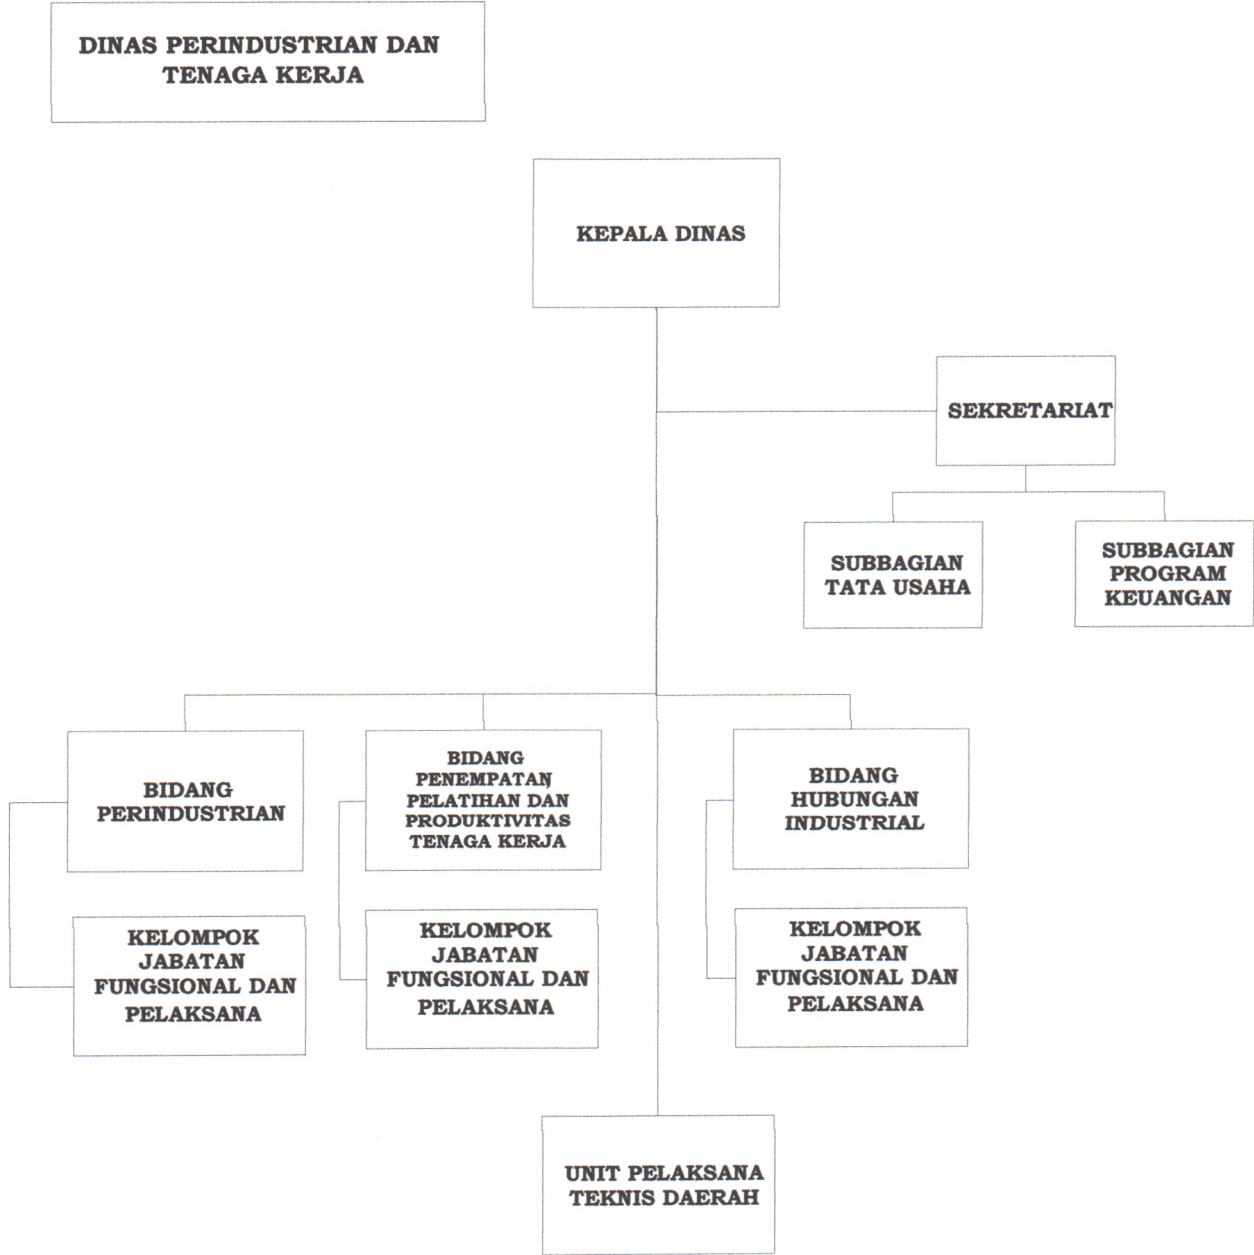 DINAS PERINDUSTRIAN DAN
TENAGA KERJA
KEPALA DINAS
SEKRETARIAT
SUBBAGIAN
TATA USAHA
SUBBAGIAN
PROGRAM
KEUANGAN
BIDANG
PERINDUSTRIAN
BIDANG
PENEMPATAN,
PELATIHAN DAN
PRODUKTIVITAS
TENAGA KERJA
BIDANG
HUBUNGAN
INDUSTRIAL
KELOMPOK
JABATAN
FUNGSIONAL DAN
PELAKSANA
KELOMPOK
JABATAN
FUNGSIONAL DAN
PELAKSANA
KELOMPOK
JABATAN
FUNGSIONAL DAN
PELAKSANA
UNIT PELAKSANA
TEKNIS DAERAH